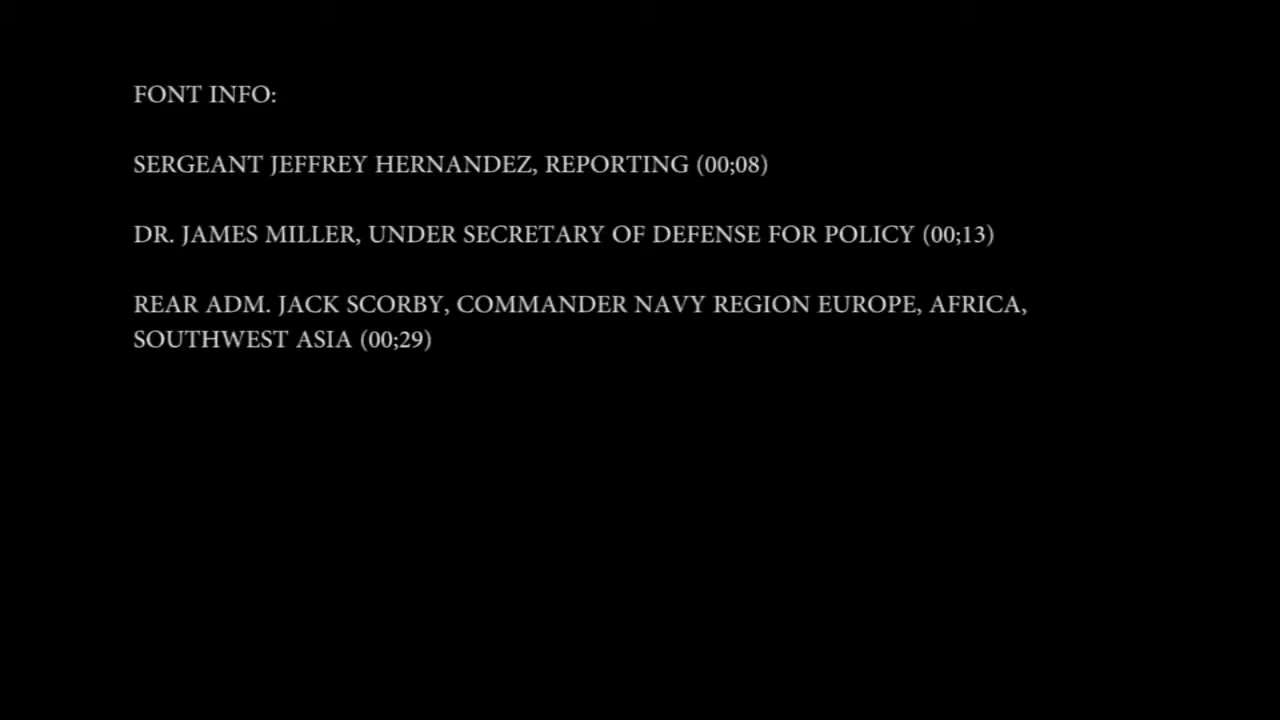 FONT INFO:
SERGEANT JEFFREY HERNANDEZ, REPORTING (00;08)
DR. JAMES MILLER, UNDER SECRETARY OF DEFENSE FOR POLICY (00;13)
REAR ADM. JACK SCORBY, COMMANDER NAVY REGION EUROPE, AFRICA,
SOUTHWEST ASIA (00;29)